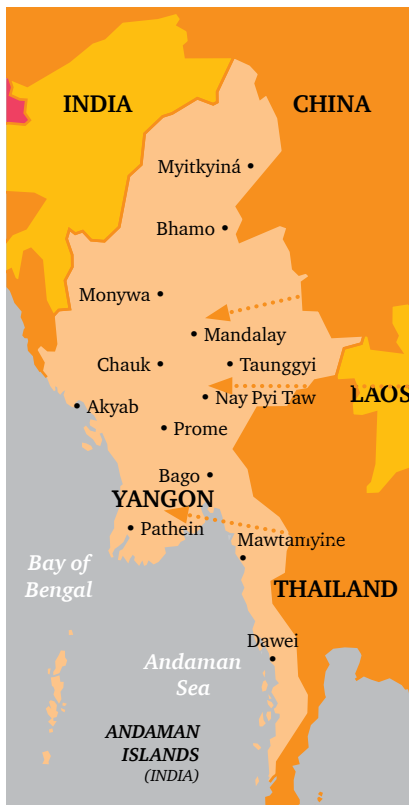 INDIA
CHINA
Myitkyiná
Bhamo
Monywa
Mandalay
Chauk
Taunggyi
Nay Pyi Taw
LAOS
Akyab
Prome
Bago
YANGON
Pathein
Mawtamyine
Bay of
Bengal
THAILAND
Dawei
Andaman
Sea
ANDAMAN
ISLANDS
(INDIA)